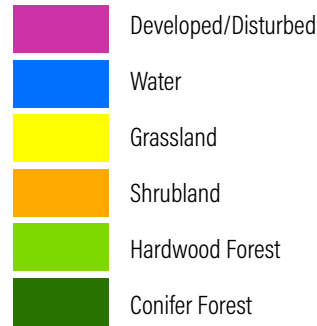 Developed/Disturbed
Water
Grassland
Shrubland
Hardwood Forest
Conifer Forest